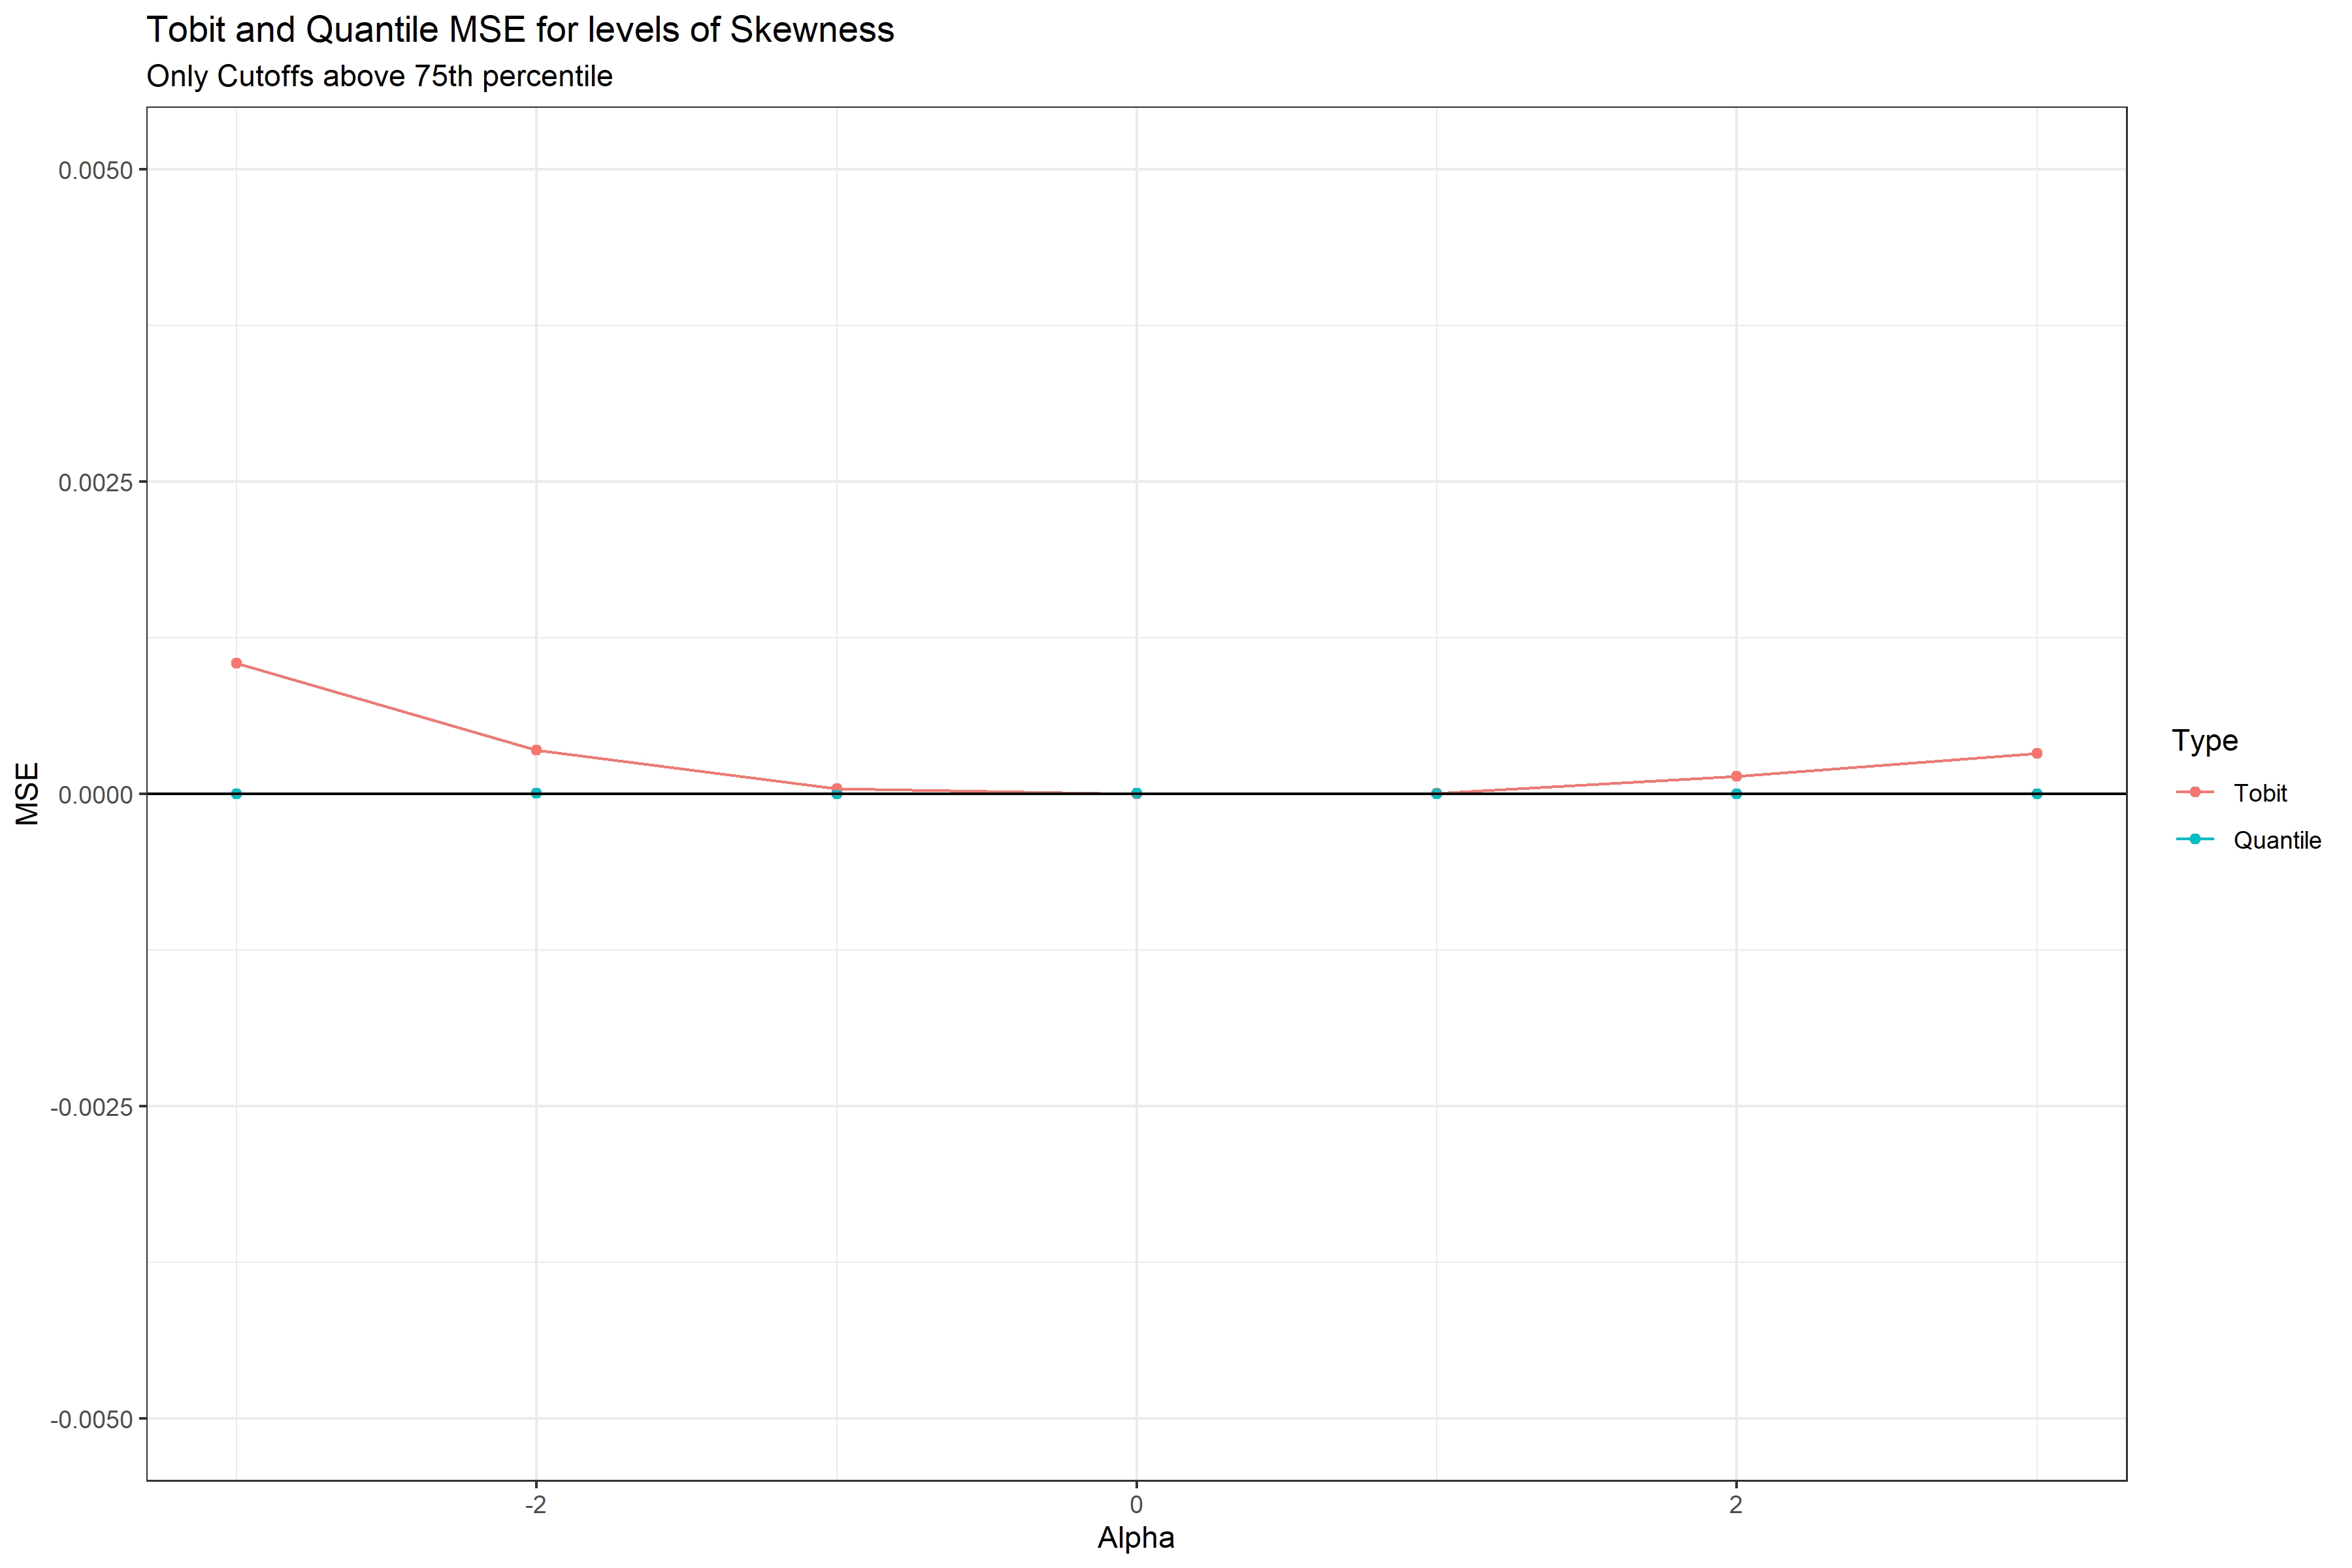 Tobit and Quantile MSE for levels of Skewness
Only Cutoffs above 75th percentile
0.0050
0.0025
0.0000
-0.0025
-0.0050
MSE
-2
0
2
Alpha
Type
Tobit
Quantile